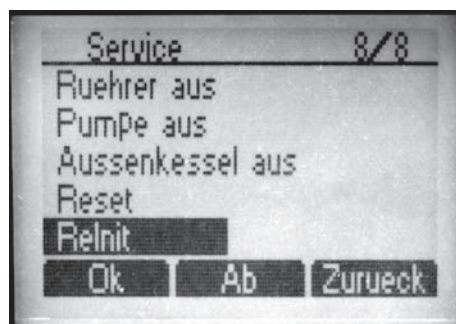 Service 8/8
Ruehrer aus
Pumpe aus
Aussenkessel aus
Reset
ReInit
Ok Ab Zurueck